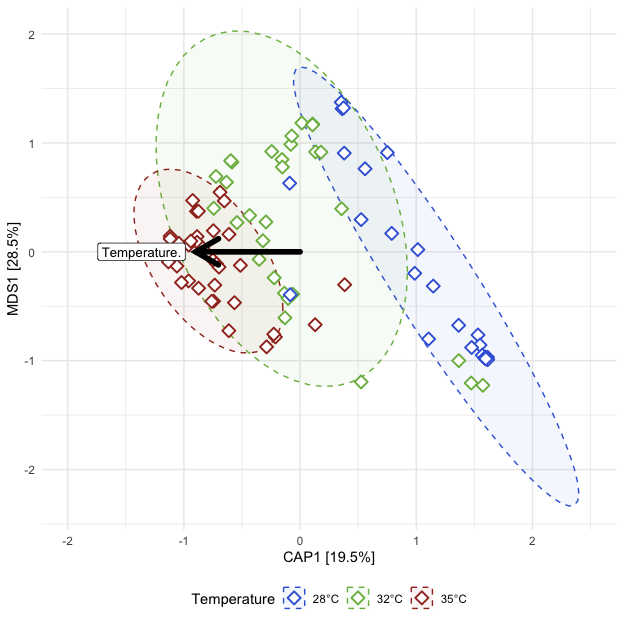 2
1
0
-1
-2
MDS1 [28.5%]
Temperature.
-2 -1 0 1 2
CAP1 [19.5%]
Temperature 28°C 32°C 35°C